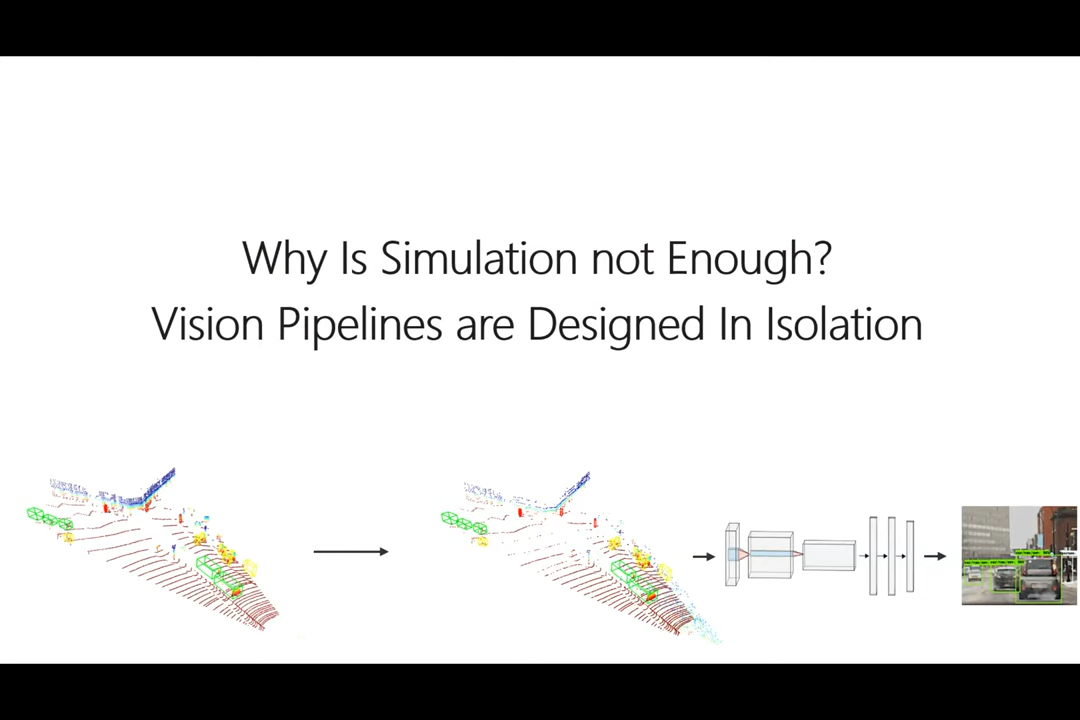 Why Is Simulation not Enough?
Vision Pipelines are Designed In Isolation